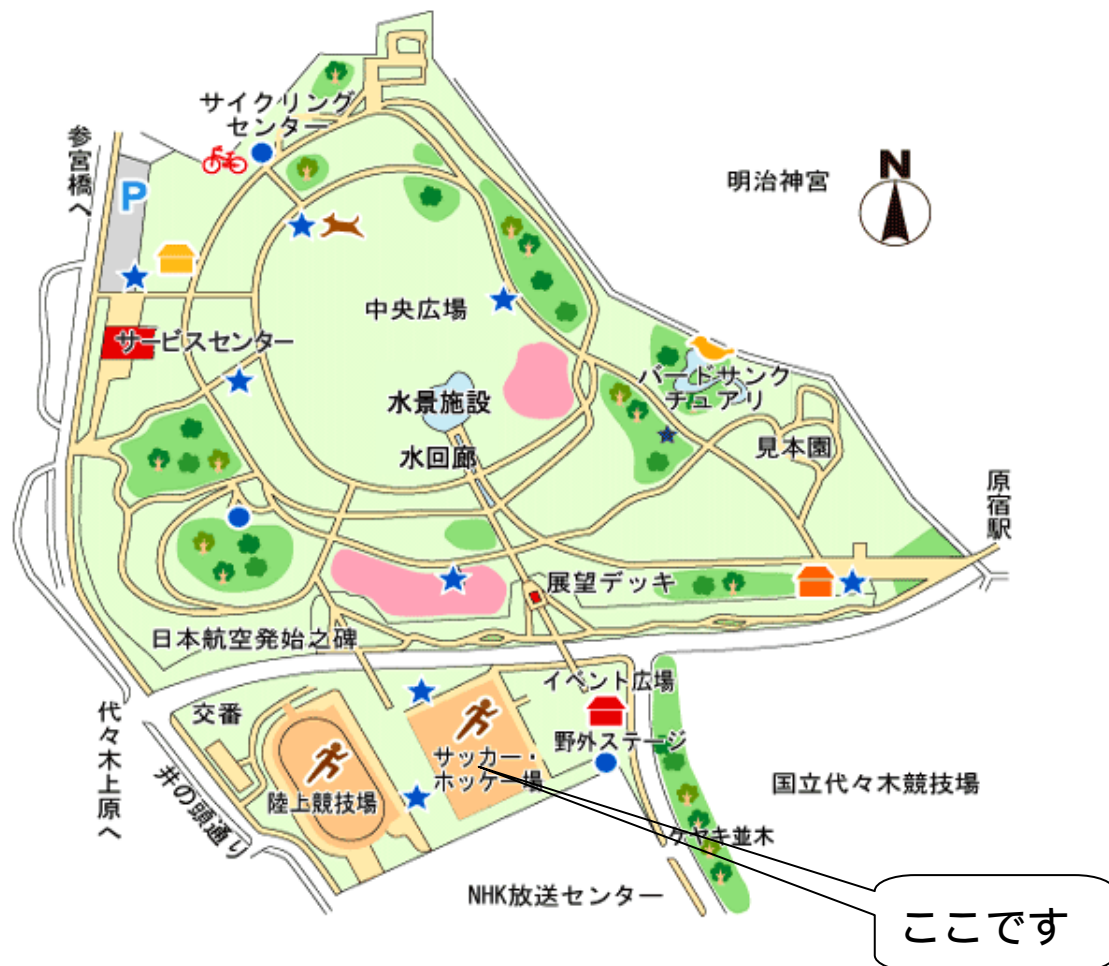 サイクリング
センター
参宮橋へ
P
N
明治神宮
中央広場
サービスセンター
バードサンク
チュアリ
水景施設
水回廊
見本園
原宿駅
展望デッキ
日本航空発始之碑
イベント広場
代々木上原へ
交番
野外ステージ
サッカー・
ホッケー場
井の頭通り
陸上競技場
国立代々木競技場
ケヤキ並木
NHK放送センター
ここです